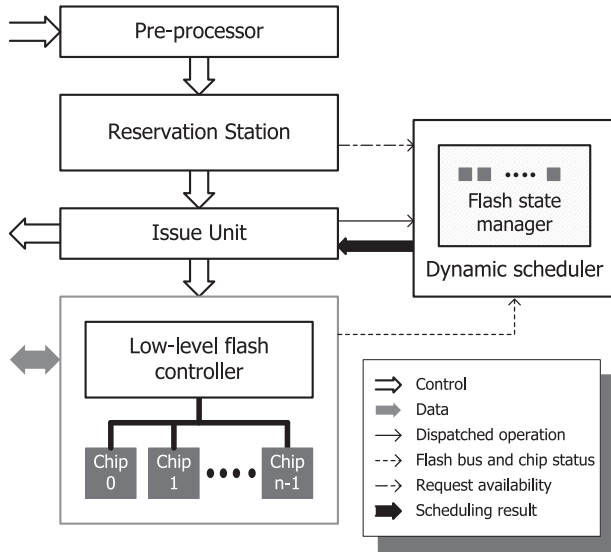 Pre-processor
Reservation Station
Issue Unit
Flash state
manager
Dynamic scheduler
Low-level flash
controller
Chip
0
Chip
1
Chip
n-1
Control
Data
Dispatched operation
Flash bus and chip status
Request availability
Scheduling result